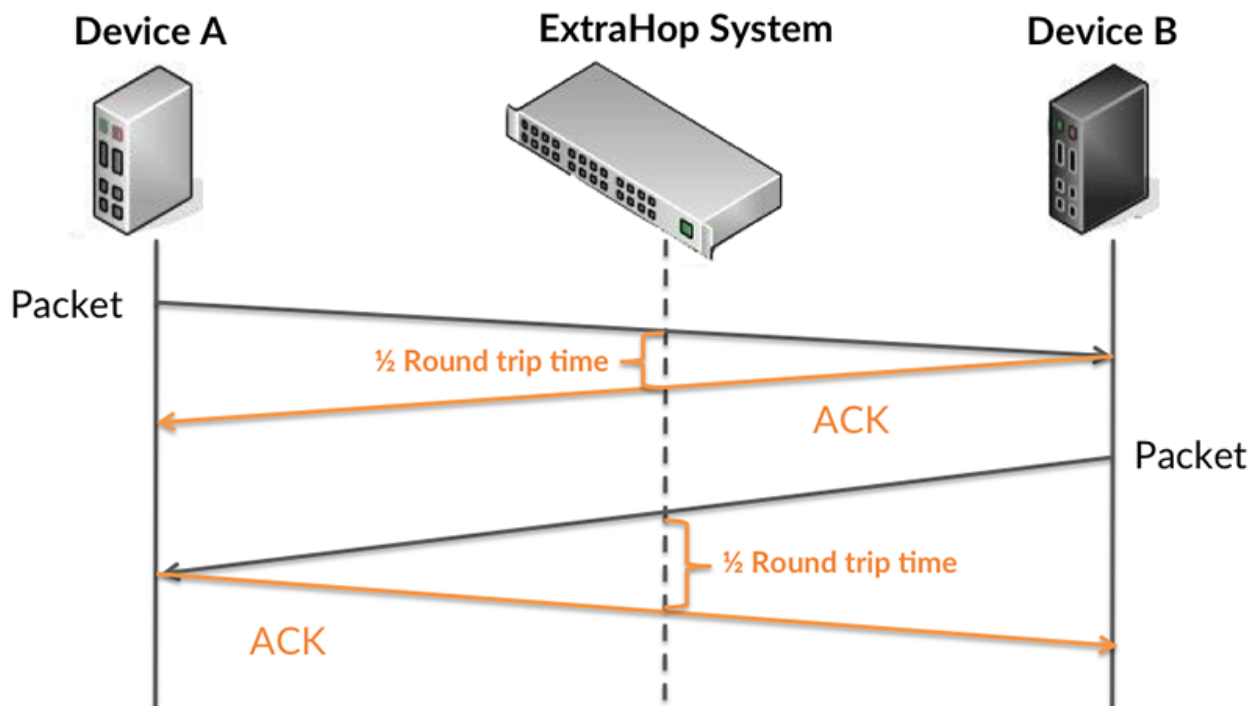 Device A
ExtraHop System
Device B
Packet
½ Round trip time
ACK
Packet
½ Round trip time
ACK